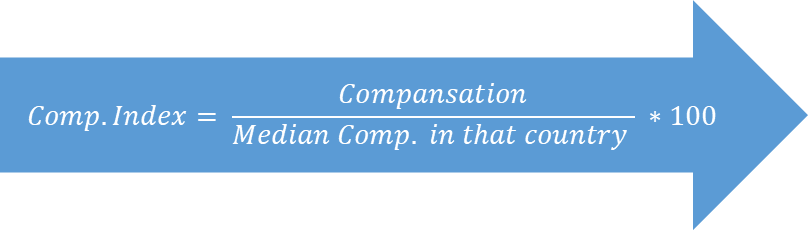 Comp. Index = Compansation / Median Comp. in that country * 100